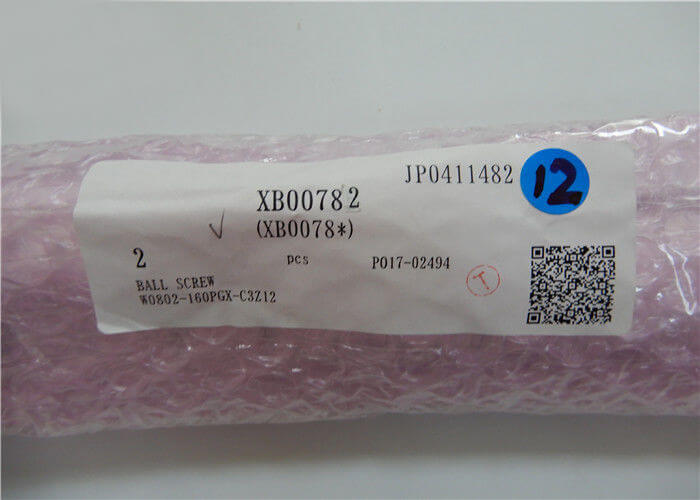 JP0411482
12
XB00782
(XB0078*)
2 pcs P017-02494
T
BALL SCREW
W0802-160PGX-C3Z12